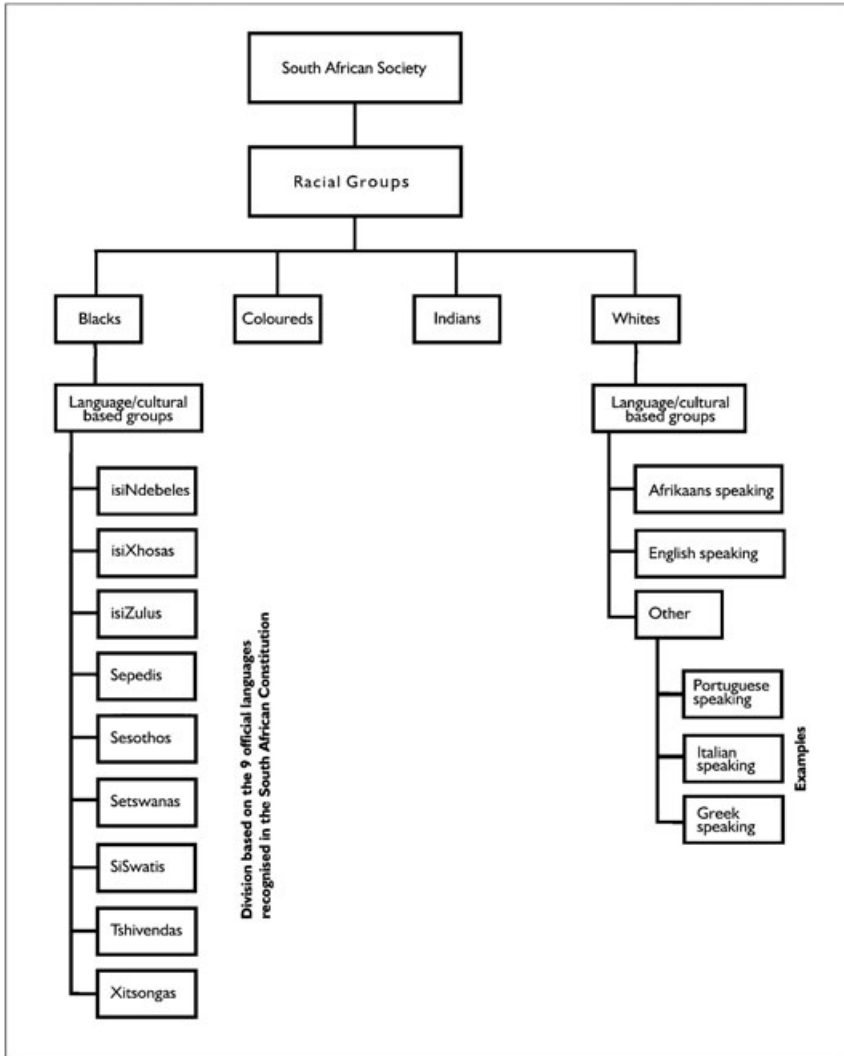 South African Society
Racial Groups
Blacks
Coloureds
Indians
Whites
Language/cultural
based groups
isiNdebeles
isiXhosas
isiZulus
Sepedis
Sesothos
Setswanas
SiSwatis
Tshivendas
Xitsongas
Division based on the 9 official languages
recognised in the South African Constitution
Language/cultural
based groups
Afrikaans speaking
English speaking
Other
Portuguese
speaking
Italian
speaking
Greek
speaking
Examples